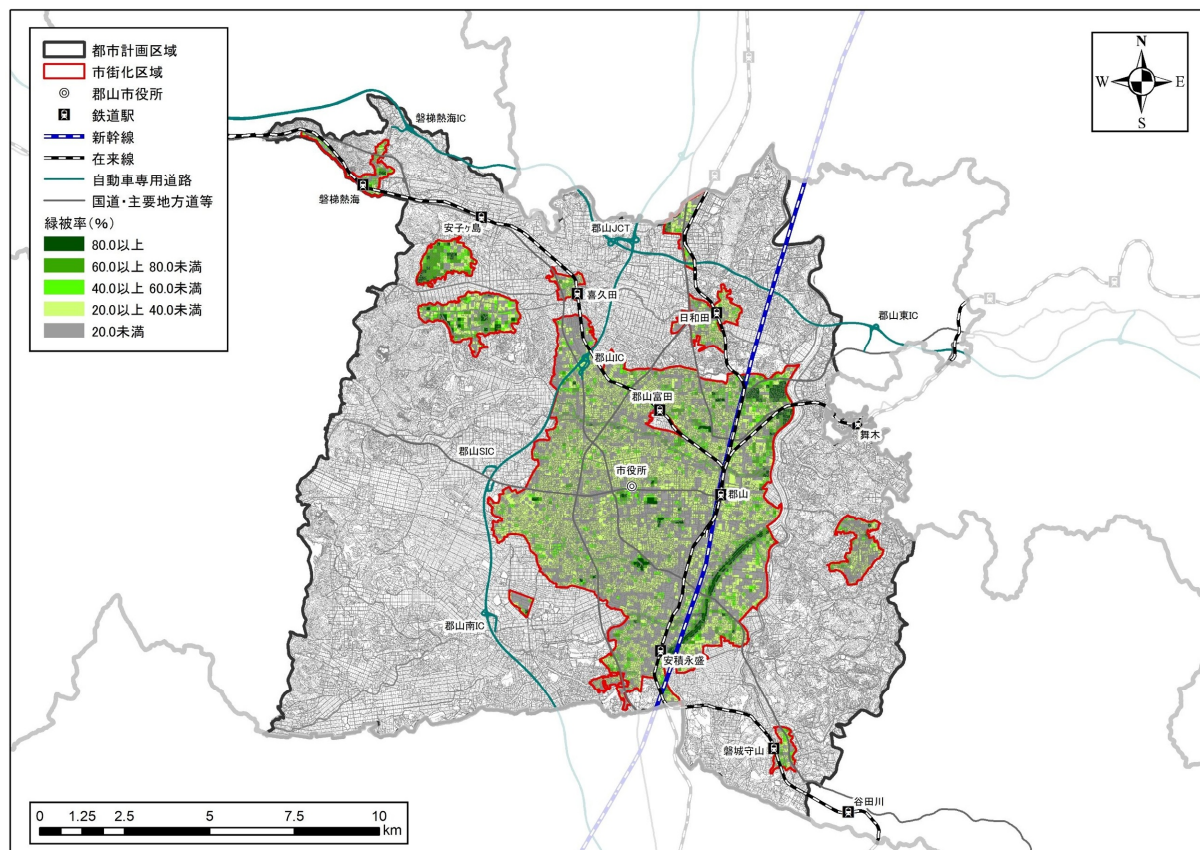 都市計画区域
市街化区域
郡山市役所
鉄道駅
新幹線
在来線
自動車専用道路
国道・主要地方道等
緑被率(%)
80.0以上
60.0以上 80.0未満
40.0以上 60.0未満
20.0以上 40.0未満
20.0未満
N
W
E
S
磐梯熱海IC
磐梯熱海
安子ヶ島
郡山JCT
喜久田
日和田
郡山東IC
郡山IC
郡山富田
舞木
郡山SIC
市役所
郡山
郡山南IC
安積永盛
磐城守山
谷田川
0 1.25 2.5 5 7.5 10
km